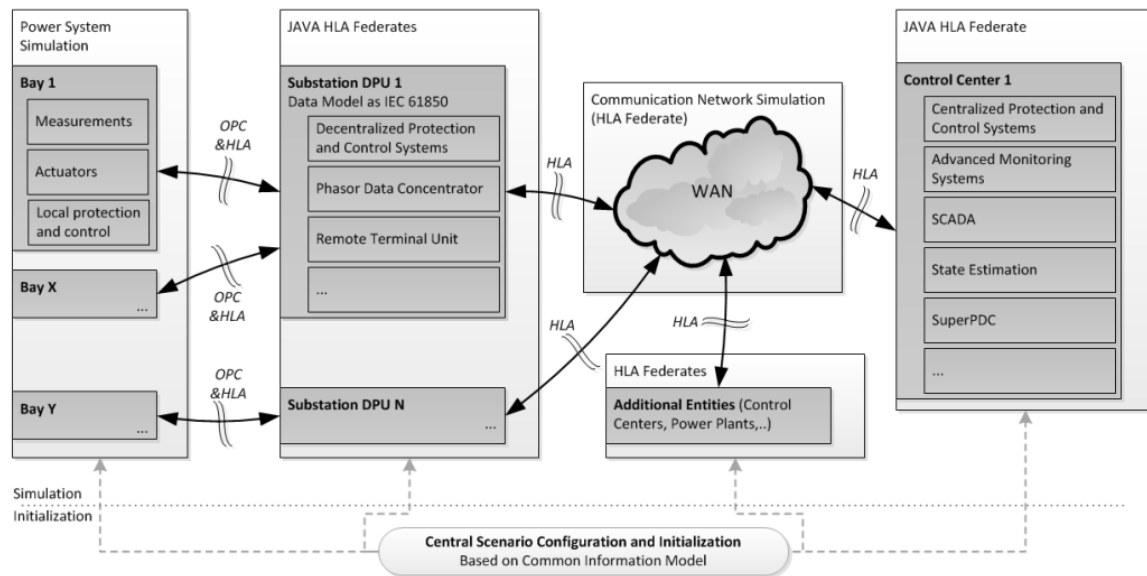 Power System
Simulation
Bay 1
Measurements
Actuators
Local protection
and control
Bay X
...
Bay Y
...
OPC
&HLA
OPC
&HLA
OPC
&HLA
JAVA HLA Federates
Substation DPU 1
Data Model as IEC 61850
Decentralized Protection
and Control Systems
Phasor Data Concentrator
Remote Terminal Unit
...
Substation DPU N
...
HLA
HLA
HLA
Communication Network Simulation
(HLA Federate)
WAN
HLA Federates
Additional Entities (Control
Centers, Power Plants,..)
HLA
JAVA HLA Federate
Control Center 1
Centralized Protection and
Control Systems
Advanced Monitoring
Systems
SCADA
State Estimation
SuperPDC
...
Simulation
Initialization
Central Scenario Configuration and Initialization
Based on Common Information Model